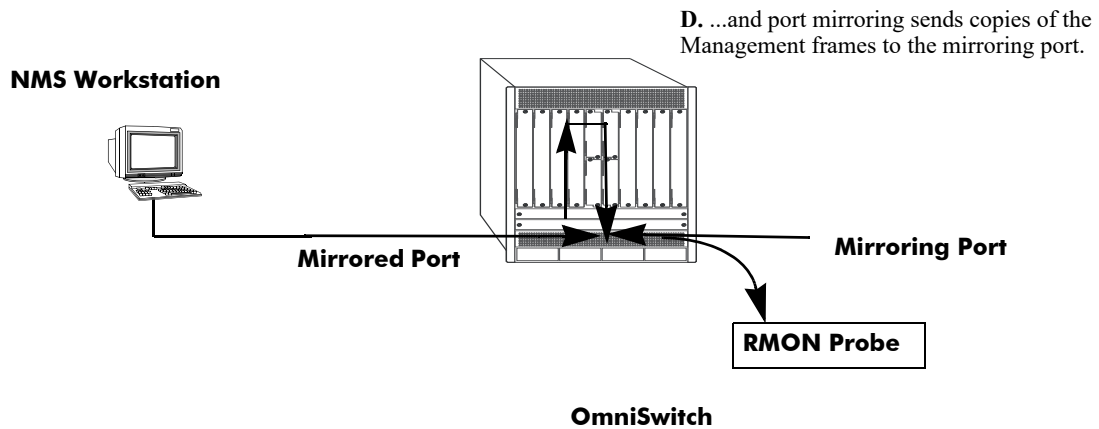 D. ...and port mirroring sends copies of the
Management frames to the mirroring port.
NMS Workstation
Mirrored Port
Mirroring Port
RMON Probe
OmniSwitch